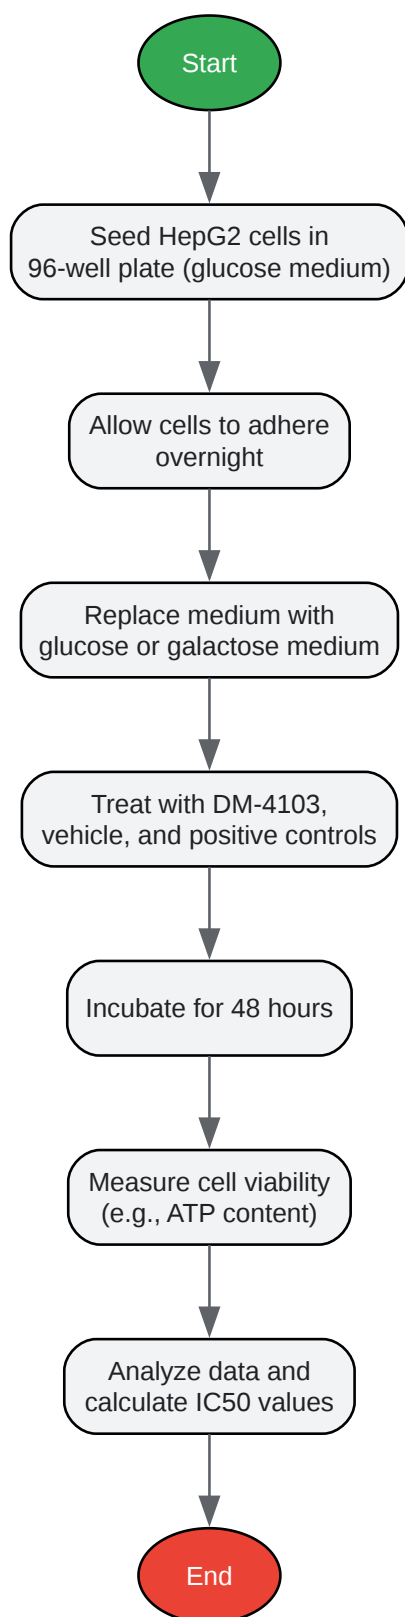 Start
Seed HepG2 cells in
96-well plate (glucose medium)
Allow cells to adhere
overnight
Replace medium with
glucose or galactose medium
Treat with DM-4103,
vehicle, and positive controls
Incubate for 48 hours
Measure cell viability
(e.g., ATP content)
Analyze data and
calculate IC50 values
End